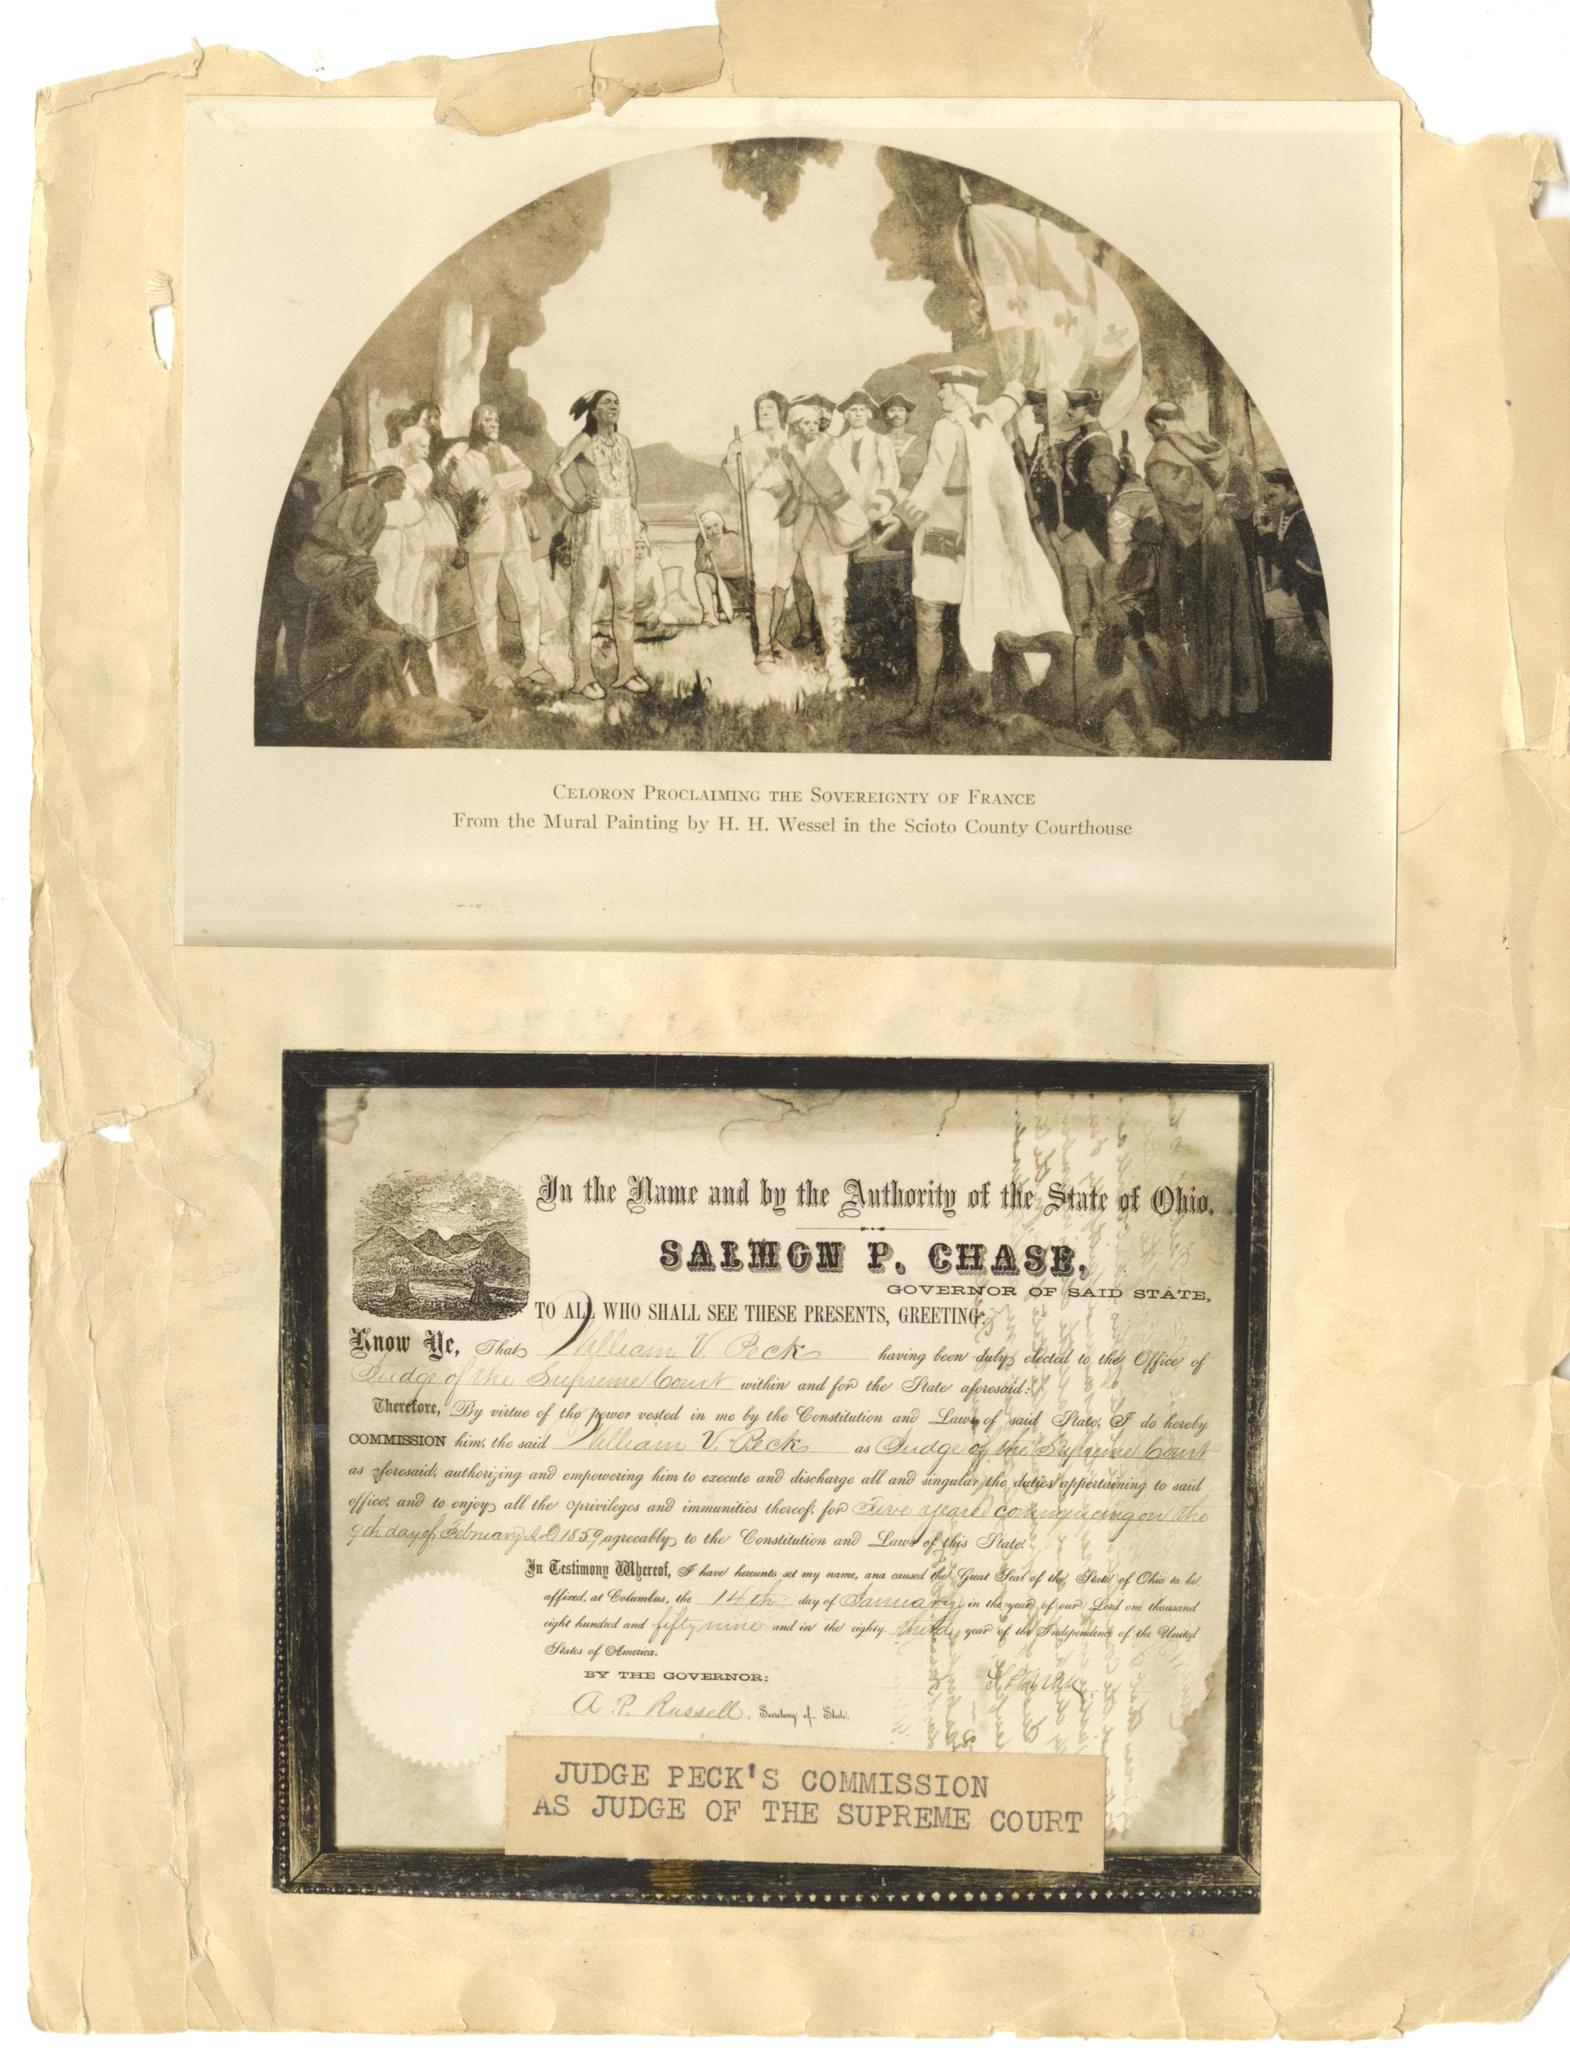 CELORON PROCLAIMING THE SOVEREIGNTY OF FRANCE
From the Mural Painting by H. H. Wessel in the Scioto County Courthouse
In the Name and by the Authority of the State of Ohio.
SALMON P. CHASE,
GOVERNOR OF SAID STATE,
TO ALL WHO SHALL SEE THESE PRESENTS, GREETING:
Know Ye, That William V. Peck having been duly elected to the Office of
Judge of the Supreme Court within and for the State aforesaid:
Therefore, By virtue of the power vested in me by the Constitution and Laws of said State, I do hereby
COMMISSION him, the said William V. Peck as Judge of the Supreme Court
as aforesaid, authorizing and empowering him to execute and discharge all and singular the duties appertaining to said
office, and to enjoy all the privileges and immunities thereof, for Five years commencing on the
9th day of February A.D. 1859, agreeably to the Constitution and Laws of this State.
In Testimony Whereof, I have hereunto set my name, and caused the Great Seal of the State of Ohio to be
affixed, at Columbus, the 14th day of January in the year of our Lord one thousand
eight hundred and fifty nine and in the eighty third year of the Independence of the United
States of America.
BY THE GOVERNOR:
A. P. Russell, Secretary of State.
JUDGE PECK'S COMMISSION
AS JUDGE OF THE SUPREME COURT